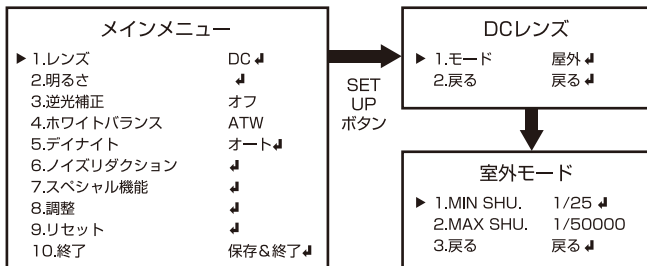 メインメニュー
▶ 1.レンズ DC↲
2.明るさ ↲
3.逆光補正 オフ
4.ホワイトバランス ATW
5.デイナイト オート↲
6.ノイズリダクション ↲
7.スペシャル機能 ↲
8.調整 ↲
9.リセット ↲
10.終了 保存&終了↲
SET
UP
ボタン
DCレンズ
▶ 1.モード 屋外↲
2.戻る 戻る↲
室外モード
▶ 1.MIN SHU. 1/25↲
2.MAX SHU. 1/50000
3.戻る 戻る↲